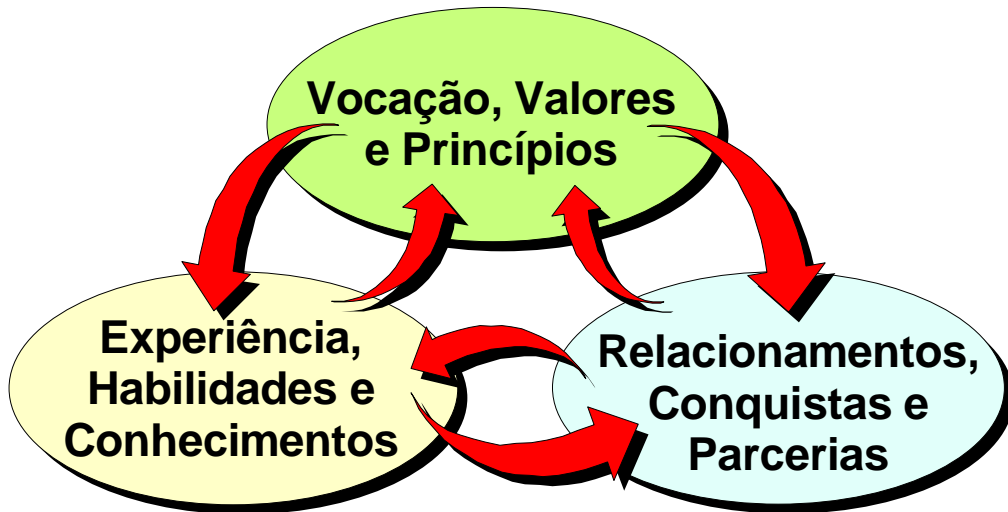 Vocação, Valores
e Princípios
Experiência,
Habilidades e
Conhecimentos
Relacionamentos,
Conquistas e
Parcerias